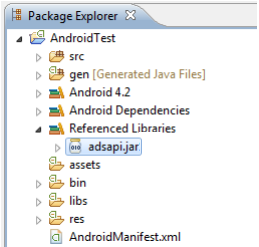 Package Explorer
AndroidTest
src
gen [Generated Java Files]
Android 4.2
Android Dependencies
Referenced Libraries
adsapi.jar
assets
bin
libs
res
AndroidManifest.xml